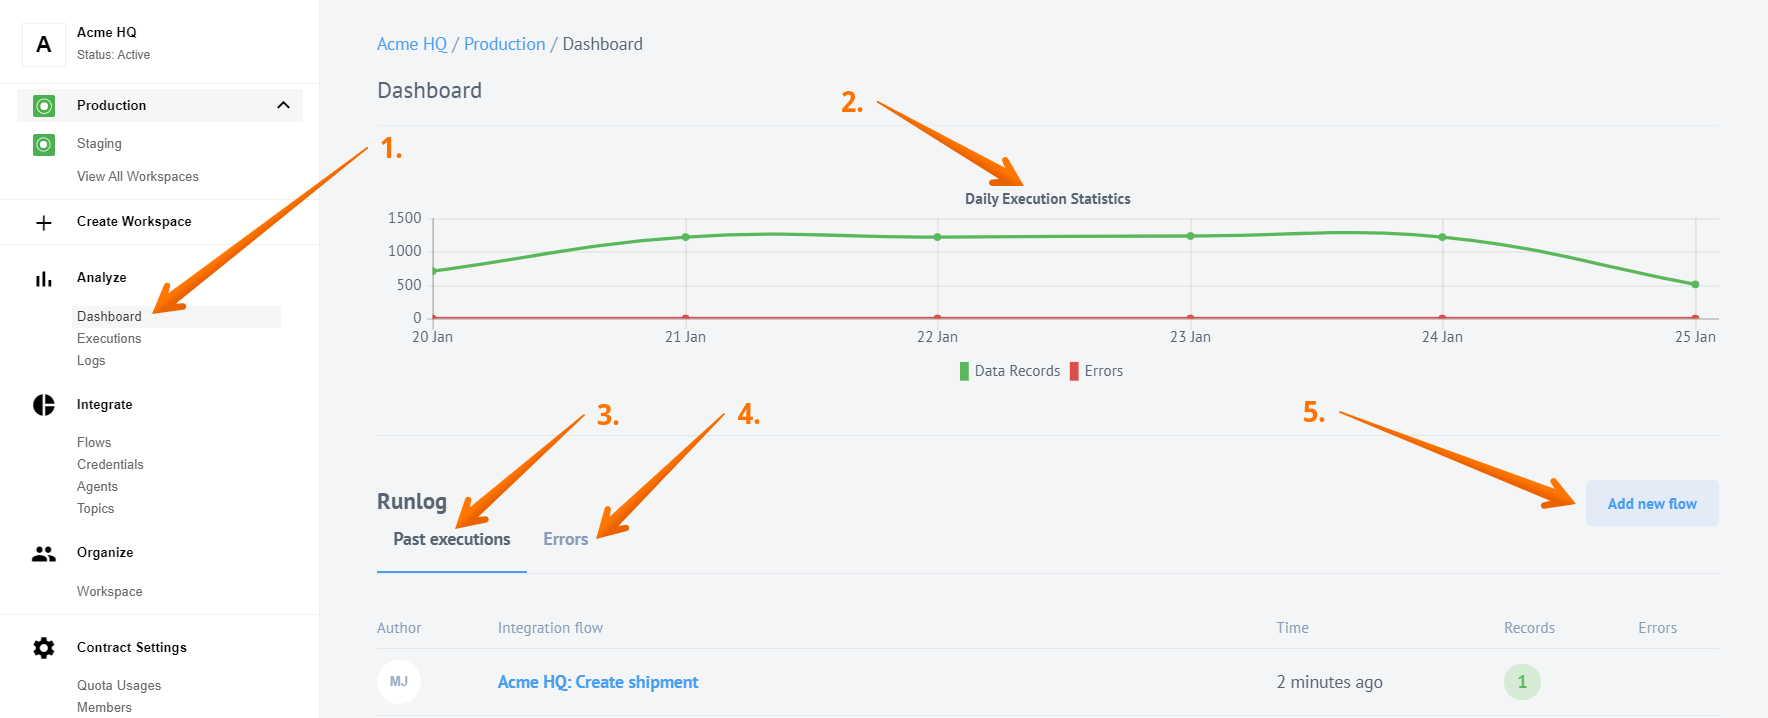 A
Acme HQ
Status: Active
Production
Staging
View All Workspaces
Create Workspace
Analyze
Dashboard
Executions
Logs
Integrate
Flows
Credentials
Agents
Topics
Organize
Workspace
Contract Settings
Quota Usages
Members
1.
Acme HQ / Production / Dashboard
Dashboard
2.
Daily Execution Statistics
1500
1000
500
0
20 Jan 21 Jan 22 Jan 23 Jan 24 Jan 25 Jan
Data Records Errors
3.
4.
5.
Runlog
Add new flow
Past executions Errors
Author Integration flow Time Records Errors
MJ Acme HQ: Create shipment 2 minutes ago 1